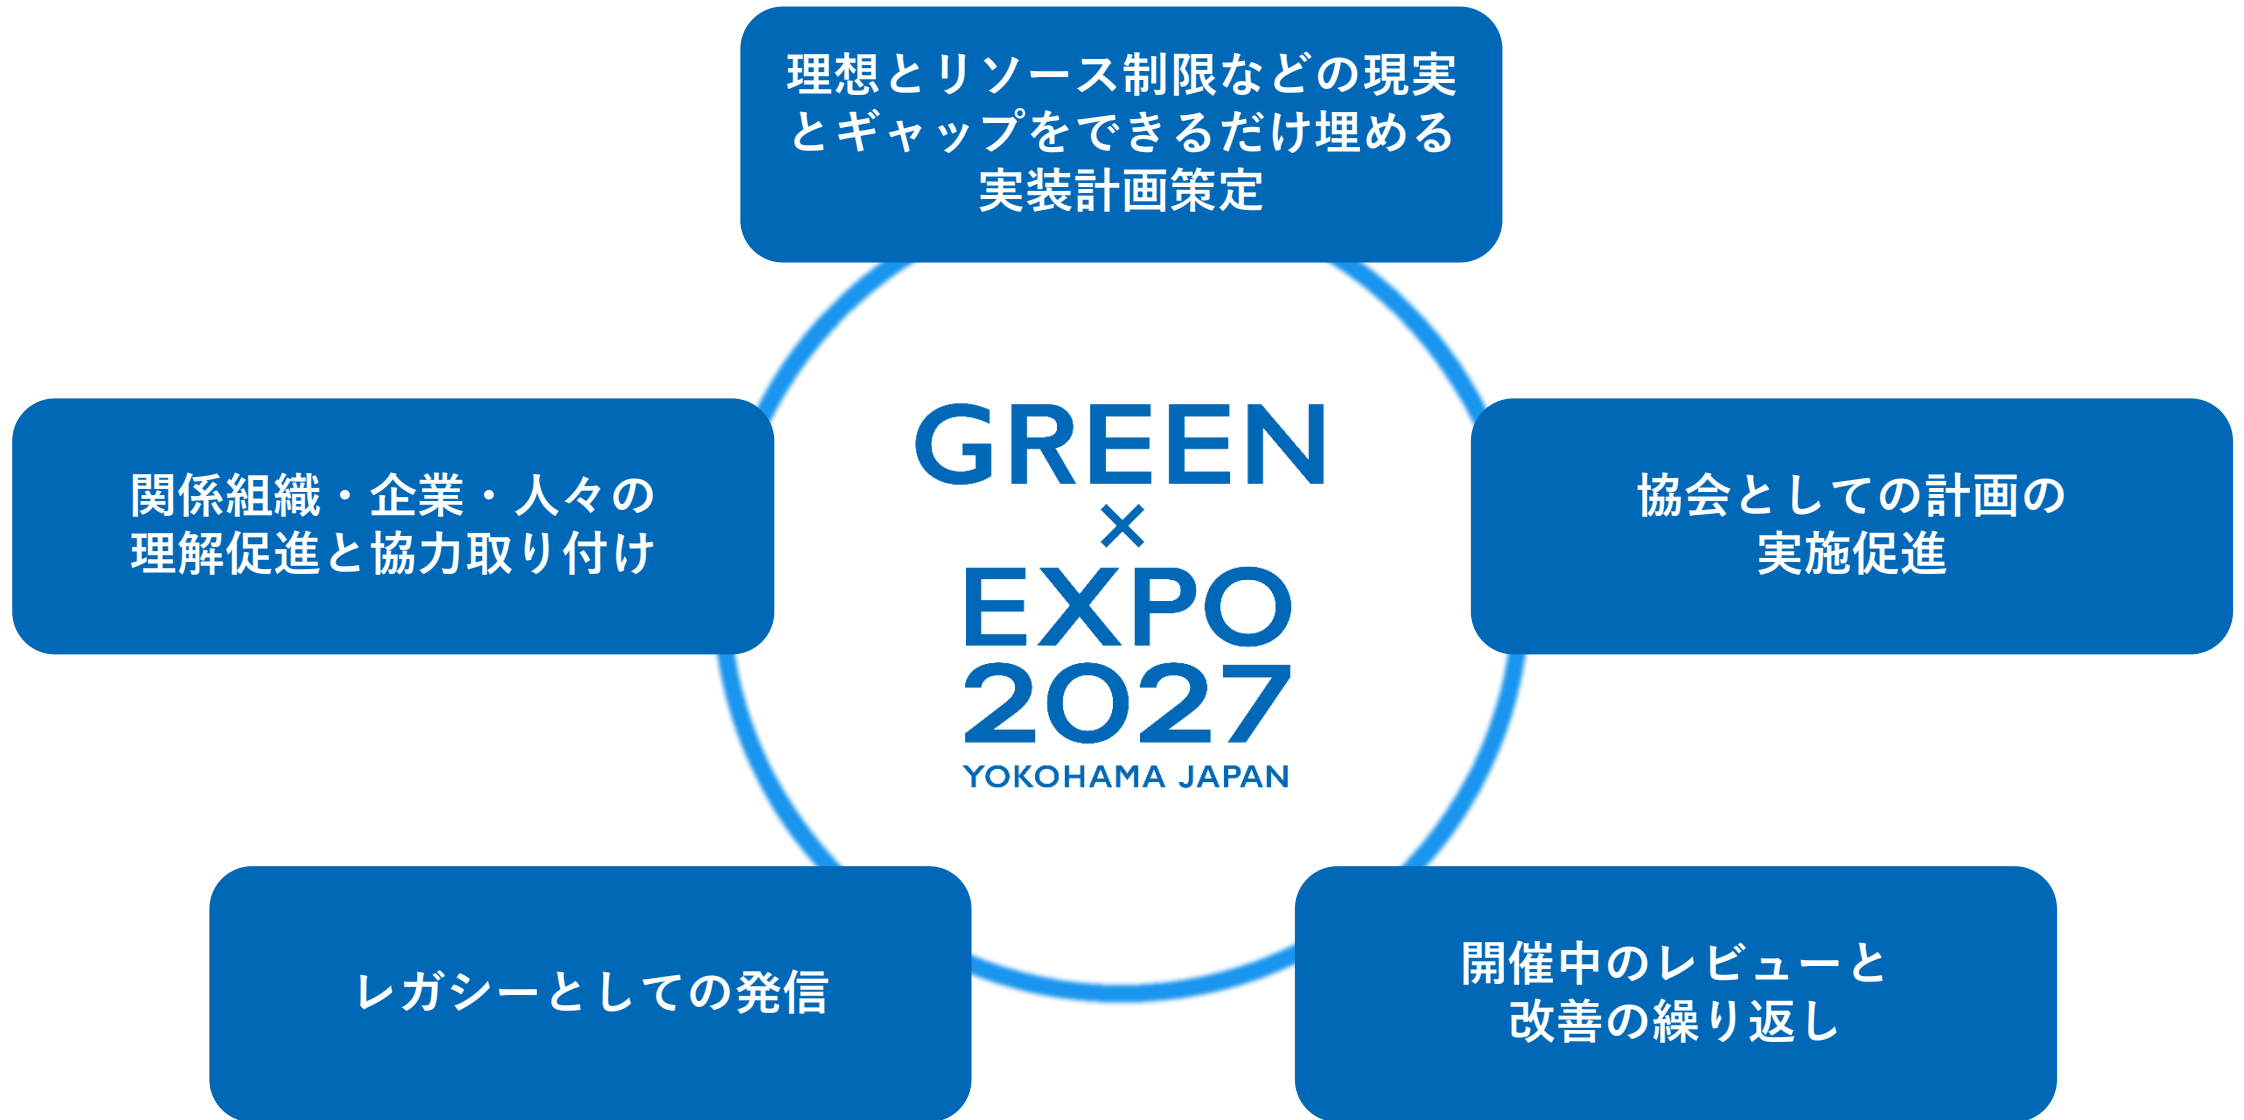 理想とリソース制限などの現実
とギャップをできるだけ埋める
実装計画策定
関係組織・企業・人々の
理解促進と協力取り付け
GREEN
×
EXPO
2027
YOKOHAMA JAPAN
協会としての計画の
実施促進
レガシーとしての発信
開催中のレビューと
改善の繰り返し